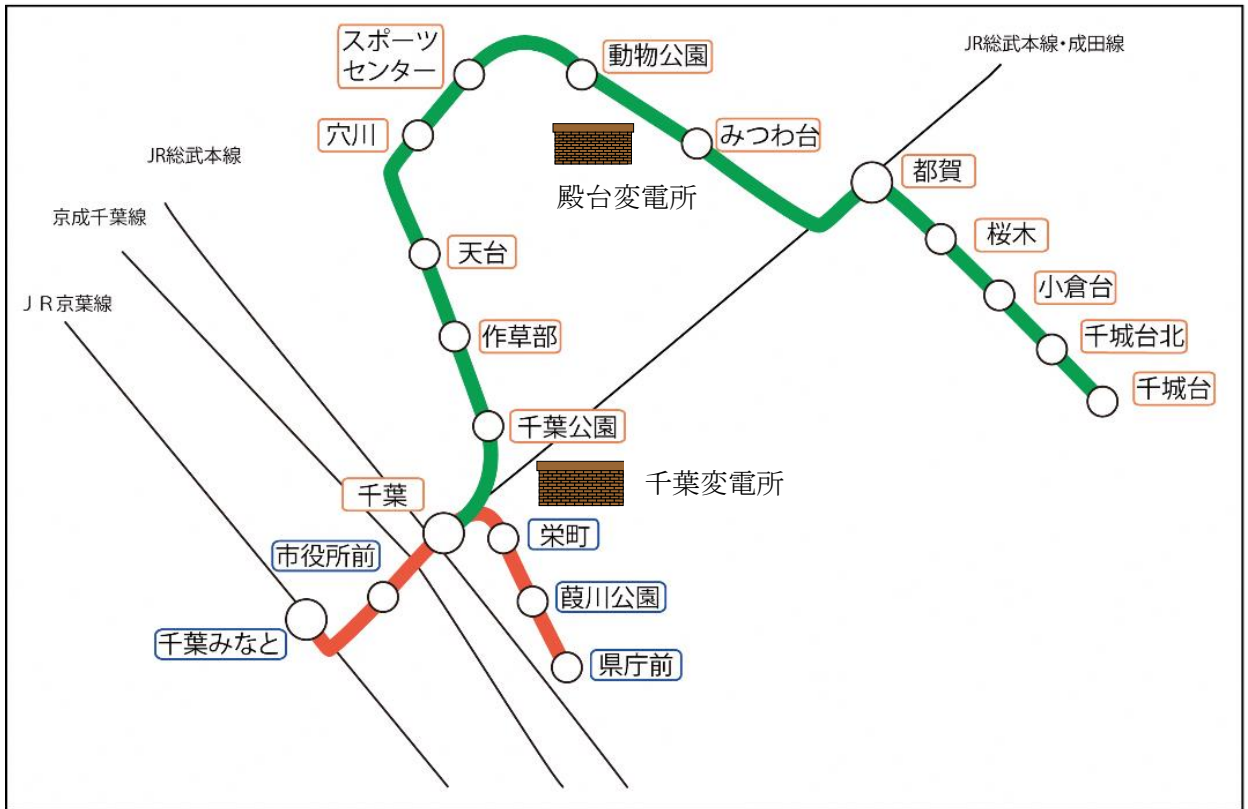 スポーツ
センター
動物公園
JR総武本線・成田線
穴川
みつわ台
JR総武本線
都賀
殿台変電所
京成千葉線
桜木
天台
小倉台
JR京葉線
作草部
千城台北
千城台
千葉公園
千葉変電所
千葉
栄町
市役所前
葭川公園
千葉みなと
県庁前